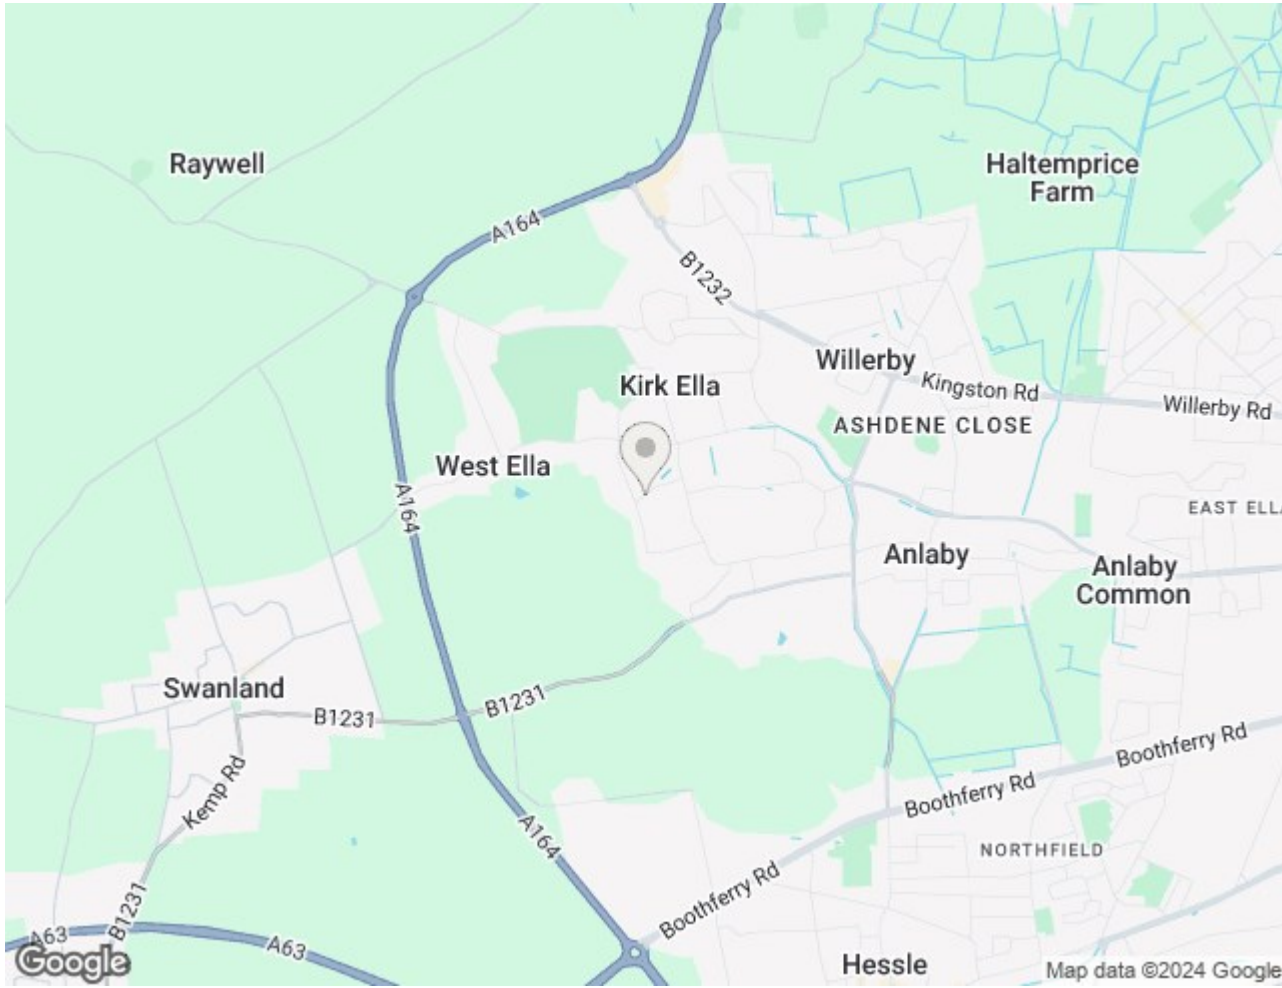 Raywell
Haltemprice
Farm
A164
B1232
Willerby
Kirk Ella
Kingston Rd
Willerby Rd
ASHDENE CLOSE
West Ella
A164
EAST ELLA
Anlaby
Anlaby
Common
Swanland
B1231
B1231
Boothferry Rd
Kemp Rd
Boothferry Rd
A164
NORTHFIELD
Boothferry Rd
B1231
A63
A63
Google
Hessle
Map data ©2024 Google